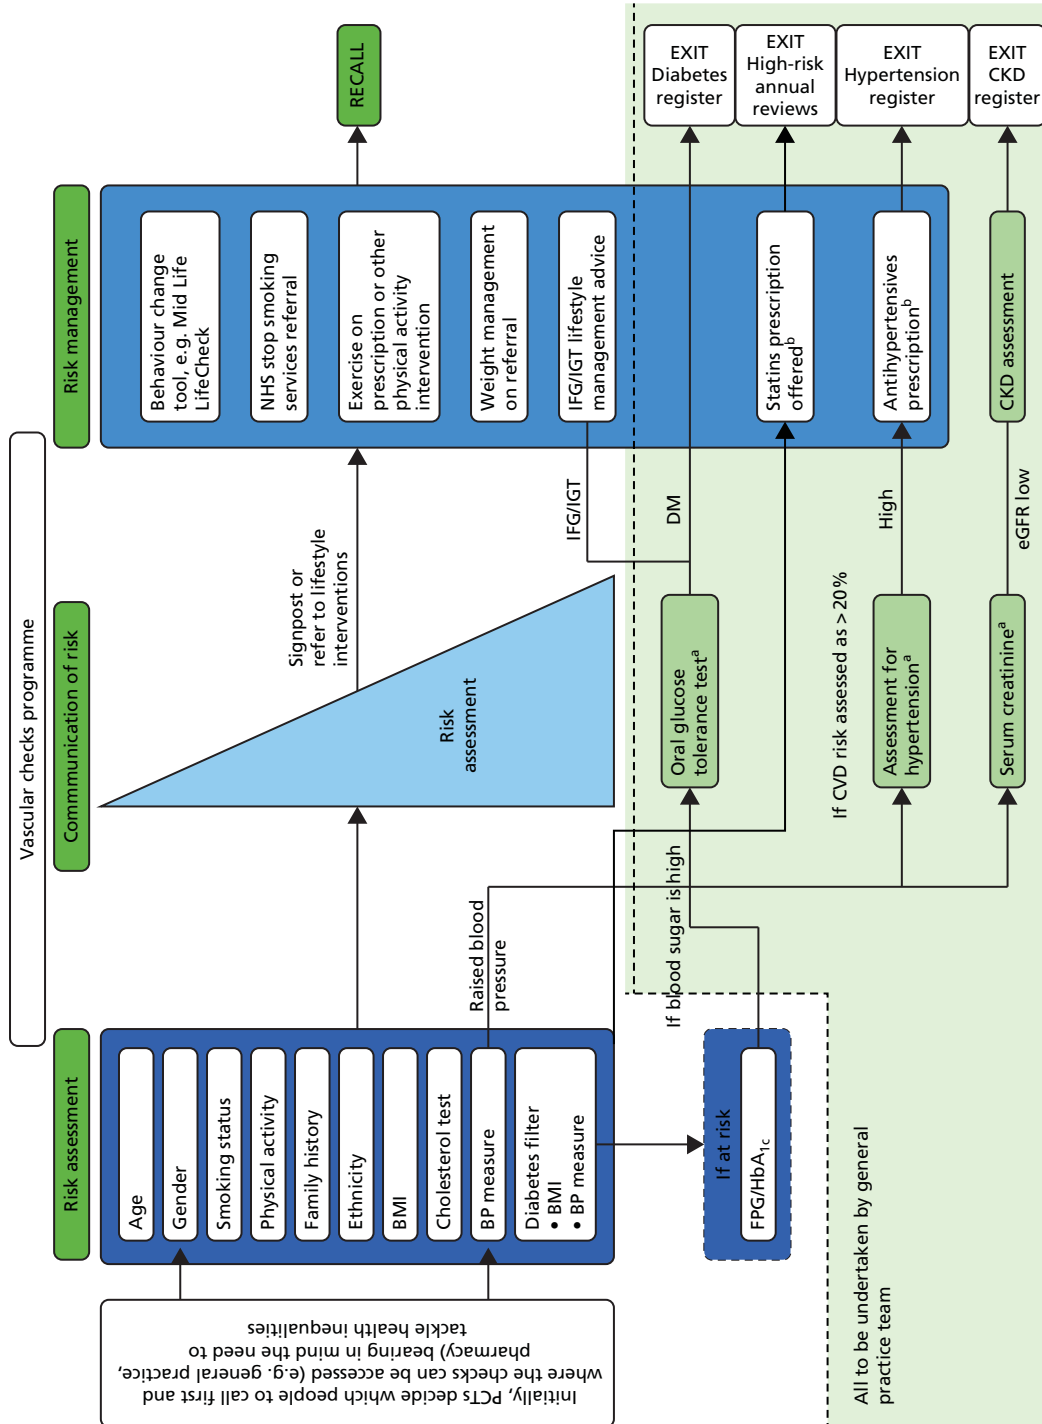 Vascular checks programme
Risk assessment
Commmunication of risk
Risk management
Initially, PCTs decide which people to call first and
where the checks can be accessed (e.g. general practice,
pharmacy) bearing in mind the need to
tackle health inequalities
Age
Gender
Smoking status
Physical activity
Family history
Ethnicity
BMI
Cholesterol test
BP measure
Diabetes filter
• BMI
• BP measure
If at risk
FPG/HbA1c
Risk
assessment
Signpost or
refer to lifestyle
interventions
Behaviour change
tool, e.g. Mid Life
LifeCheck
NHS stop smoking
services referral
Exercise on
prescription or other
physical activity
intervention
Weight management
on referral
IFG/IGT lifestyle
management advice
RECALL
Raised blood
pressure
If blood sugar is high
Oral glucose
tolerance testa
IFG/IGT
DM
EXIT
Diabetes
register
Statins prescription
offeredb
EXIT
High-risk
annual
reviews
If CVD risk assessed as >20%
Assessment for
hypertensiona
High
Antihypertensives
prescriptionb
EXIT
Hypertension
register
Serum creatininea
eGFR low
CKD assessment
EXIT
CKD
register
All to be undertaken by general
practice team